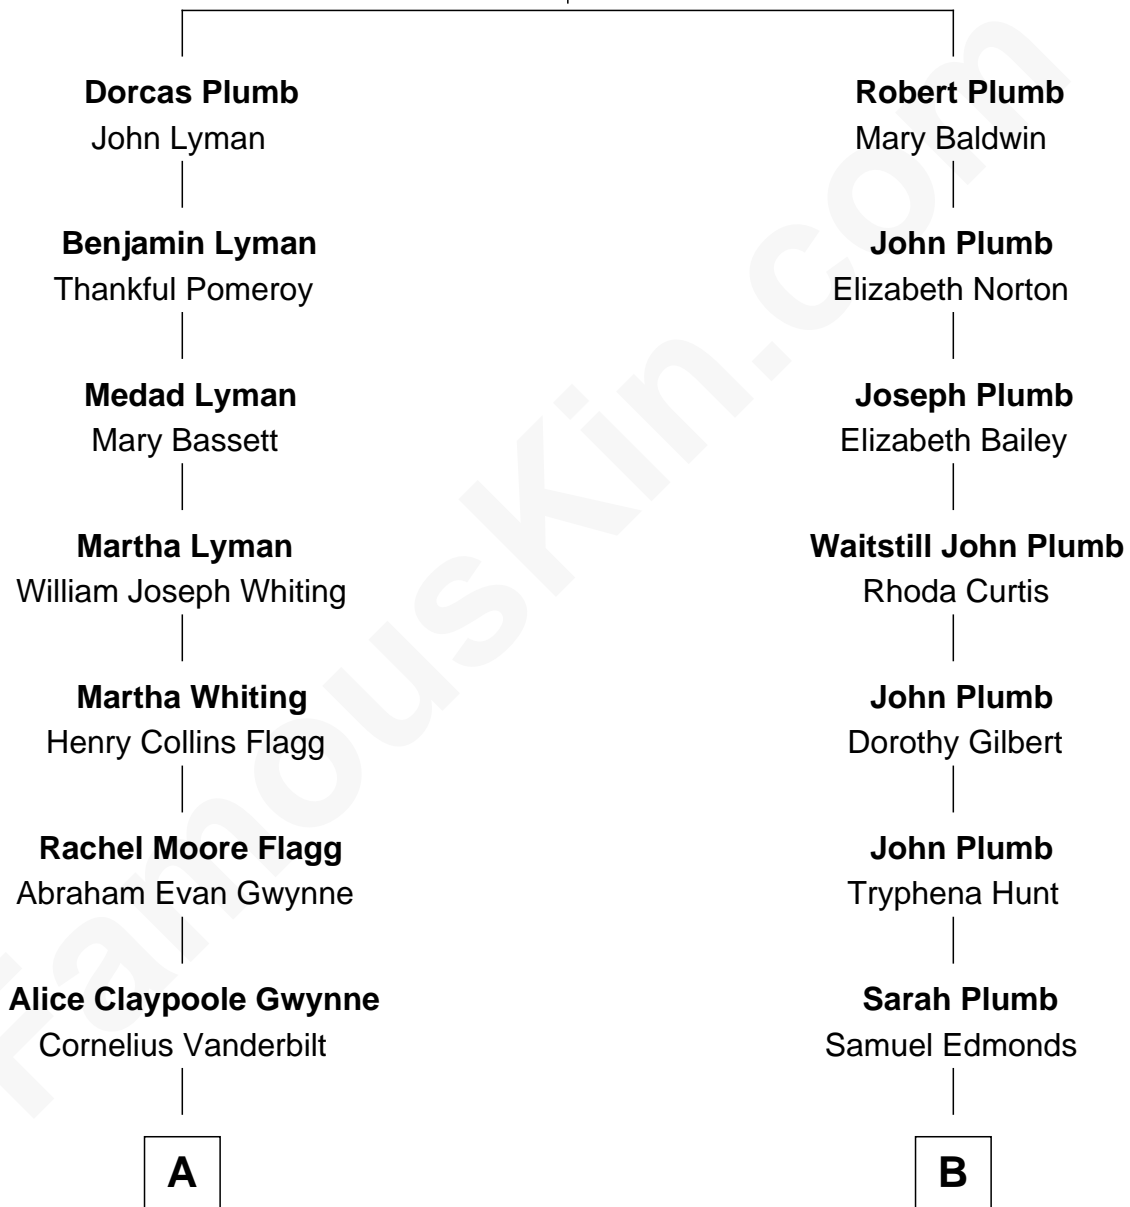 Dorcas Plumb
John Lyman
Benjamin Lyman
Thankful Pomeroy
Medad Lyman
Mary Bassett
Martha Lyman
William Joseph Whiting
Martha Whiting
Henry Collins Flagg
Rachel Moore Flagg
Abraham Evan Gwynne
Alice Claypoole Gwynne
Cornelius Vanderbilt
A
Robert Plumb
Mary Baldwin
John Plumb
Elizabeth Norton
Joseph Plumb
Elizabeth Bailey
Waitstill John Plumb
Rhoda Curtis
John Plumb
Dorothy Gilbert
John Plumb
Tryphena Hunt
Sarah Plumb
Samuel Edmonds
B
FamousKin.com